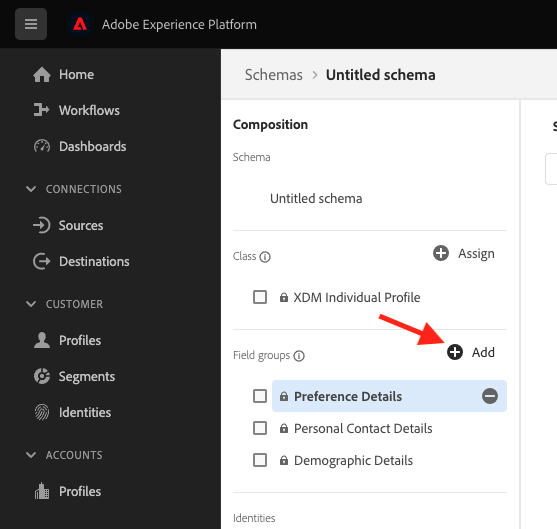 Adobe Experience Platform
Home
Workflows
Dashboards
CONNECTIONS
Sources
Destinations
CUSTOMER
Profiles
Segments
Identities
ACCOUNTS
Profiles
Schemas > Untitled schema
Composition
Schema
Untitled schema
Class Assign
XDM Individual Profile
Field groups Add
Preference Details
Personal Contact Details
Demographic Details
Identities